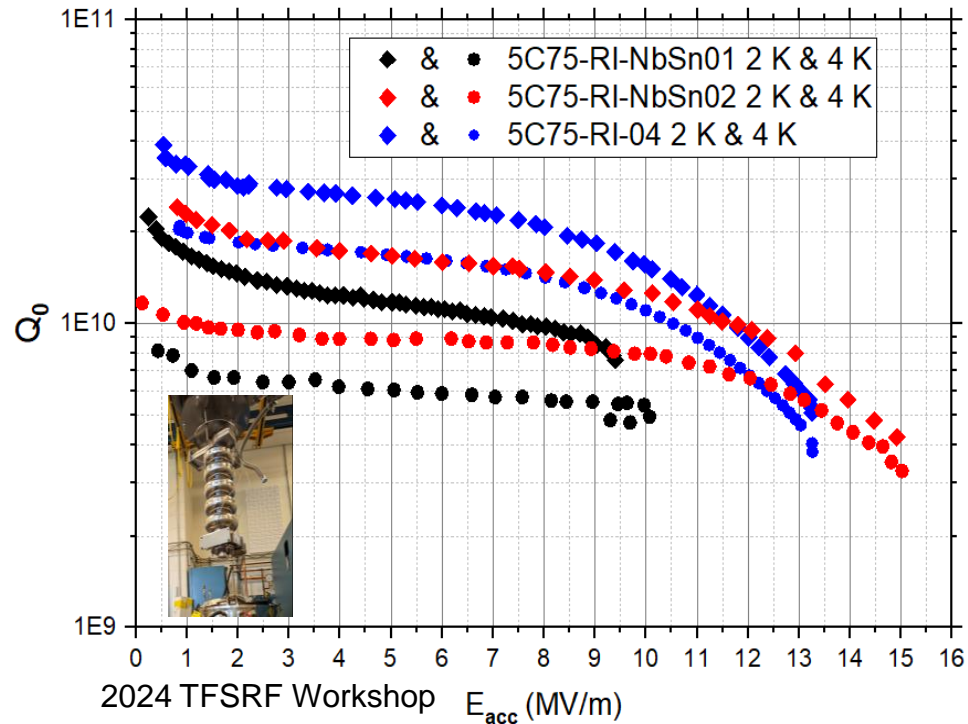 1E11
◆ & ● 5C75-RI-NbSn01 2 K & 4 K
◆ & ● 5C75-RI-NbSn02 2 K & 4 K
◆ & ● 5C75-RI-04 2 K & 4 K
Q0
1E10
1E9
0 1 2 3 4 5 6 7 8 9 10 11 12 13 14 15 16
2024 TFSRF Workshop Eacc (MV/m)